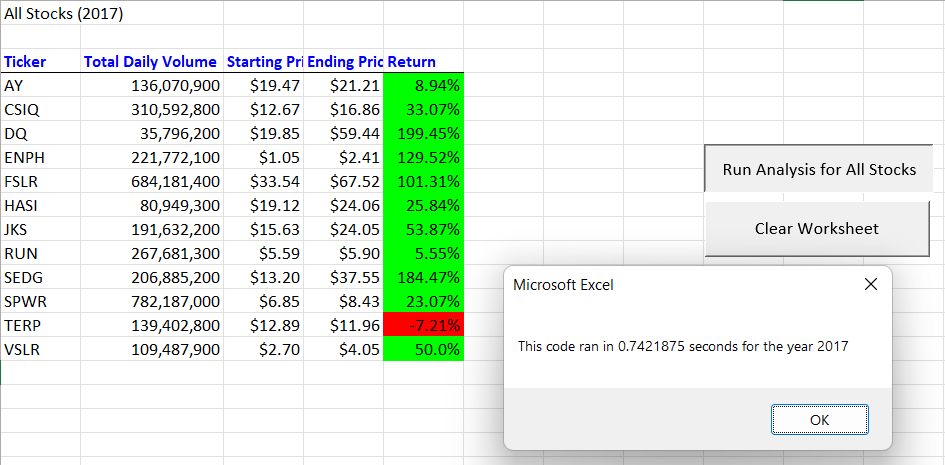 All Stocks (2017)
Ticker Total Daily Volume Starting Pri Ending Pric Return
AY 136,070,900 $19.47 $21.21 8.94%
CSIQ 310,592,800 $12.67 $16.86 33.07%
DQ 35,796,200 $19.85 $59.44 199.45%
ENPH 221,772,100 $1.05 $2.41 129.52%
FSLR 684,181,400 $33.54 $67.52 101.31%
HASI 80,949,300 $19.12 $24.06 25.84%
JKS 191,632,200 $15.63 $24.05 53.87%
RUN 267,681,300 $5.59 $5.90 5.55%
SEDG 206,885,200 $13.20 $37.55 184.47%
SPWR 782,187,000 $6.85 $8.43 23.07%
TERP 139,402,800 $12.89 $11.96 -7.21%
VSLR 109,487,900 $2.70 $4.05 50.0%
Run Analysis for All Stocks
Clear Worksheet
Microsoft Excel
This code ran in 0.7421875 seconds for the year 2017
OK